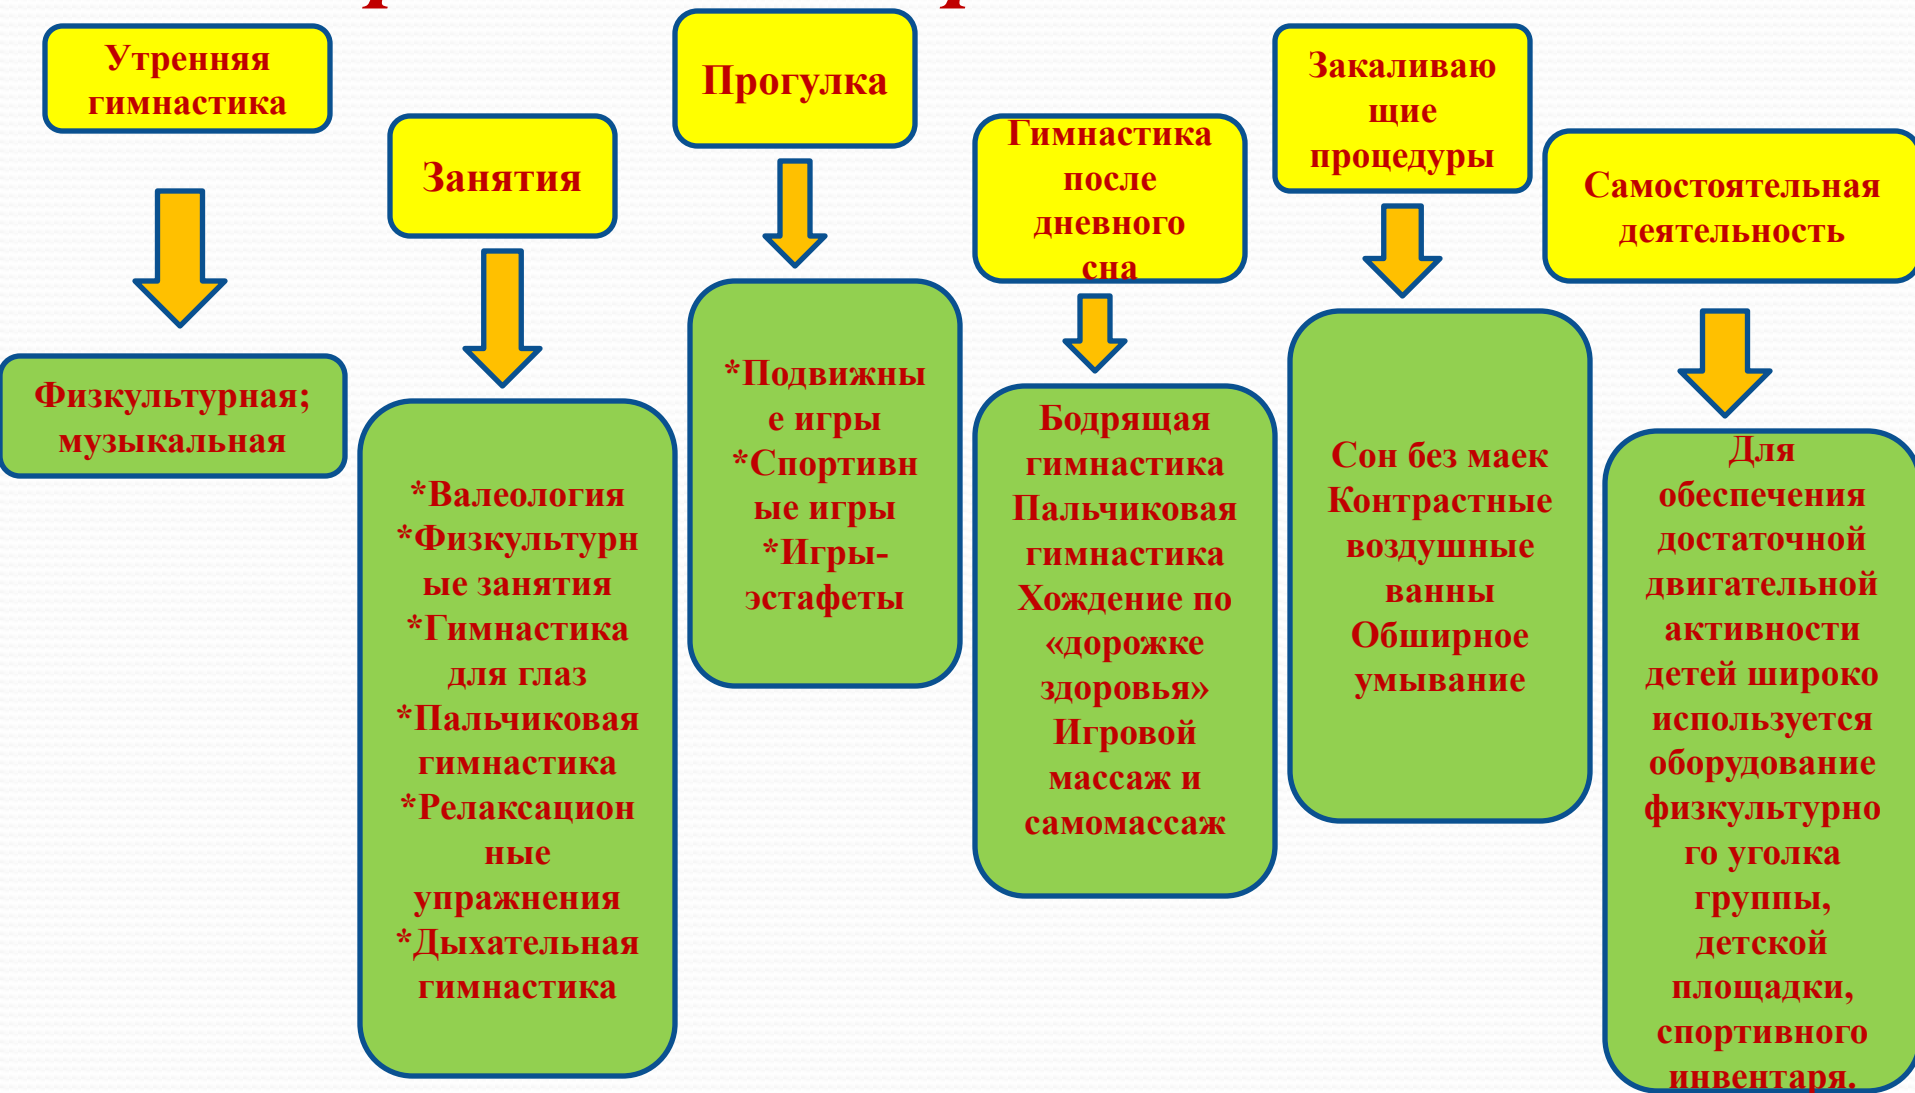 Утренняя
гимнастика
Физкультурная;
музыкальная
Занятия
*Валеология
*Физкультурн
ые занятия
*Гимнастика
для глаз
*Пальчиковая
гимнастика
*Релаксацион
ные
упражнения
*Дыхательная
гимнастика
Прогулка
*Подвижны
е игры
*Спортивн
ые игры
*Игры-
эстафеты
Гимнастика
после
дневного
сна
Бодрящая
гимнастика
Пальчиковая
гимнастика
Хождение по
«дорожке
здоровья»
Игровой
массаж и
самомассаж
Закаливаю
щие
процедуры
Сон без маек
Контрастные
воздушные
ванны
Обширное
умывание
Самостоятельная
деятельность
Для
обеспечения
достаточной
двигательной
активности
детей широко
используется
оборудование
физкультурно
го уголка
группы,
детской
площадки,
спортивного
инвентаря.